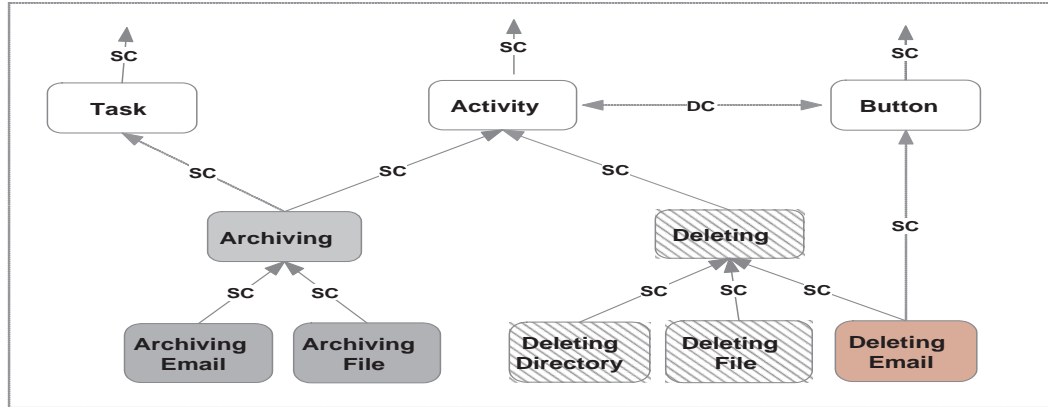 SC
SC
SC
Task
Activity
DC
Button
SC
SC
SC
SC
Archiving
Deleting
SC
SC
SC
SC
SC
Archiving
Email
Archiving
File
Deleting
Directory
Deleting
File
Deleting
Email